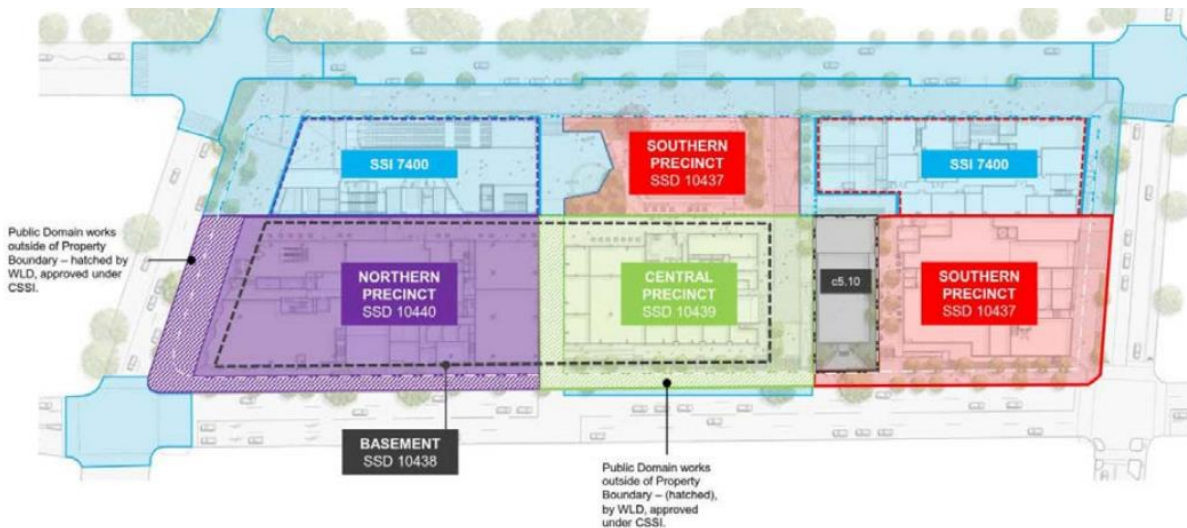 SSI 7400
SOUTHERN
PRECINCT
SSD 10437
SSI 7400
Public Domain works
outside of Property
Boundary – hatched by
WLD, approved under
CSSI.
NORTHERN
PRECINCT
SSD 10440
CENTRAL
PRECINCT
SSD 10439
c5.10
SOUTHERN
PRECINCT
SSD 10437
BASEMENT
SSD 10438
Public Domain works
outside of Property
Boundary – (hatched),
by WLD, approved
under CSSI.